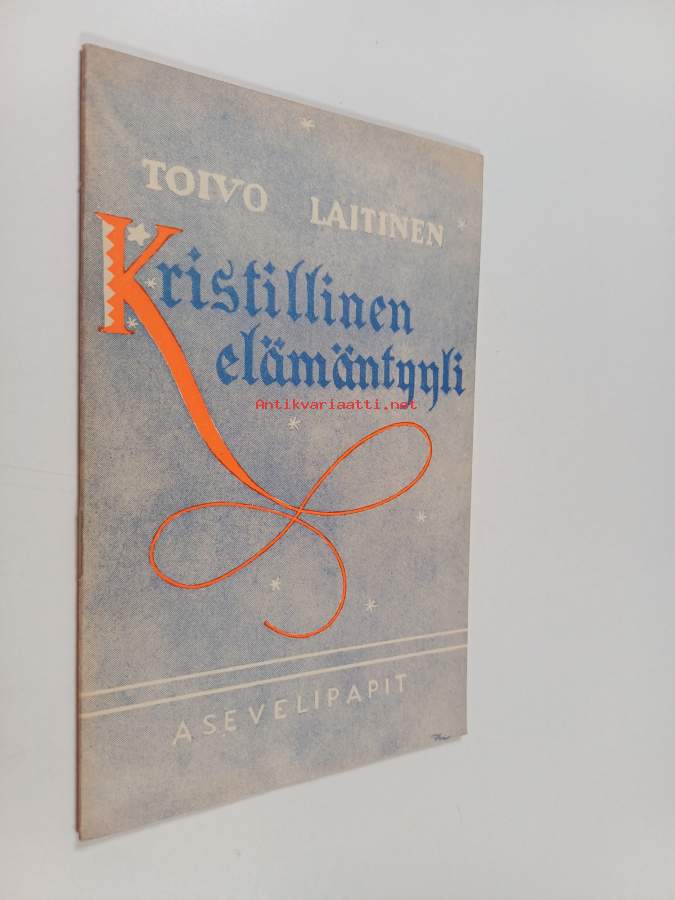 TOIVO LAITINEN
Kristillinen
elämäntyyli
Antikvariaatti.net
ASEVELIPAPIT